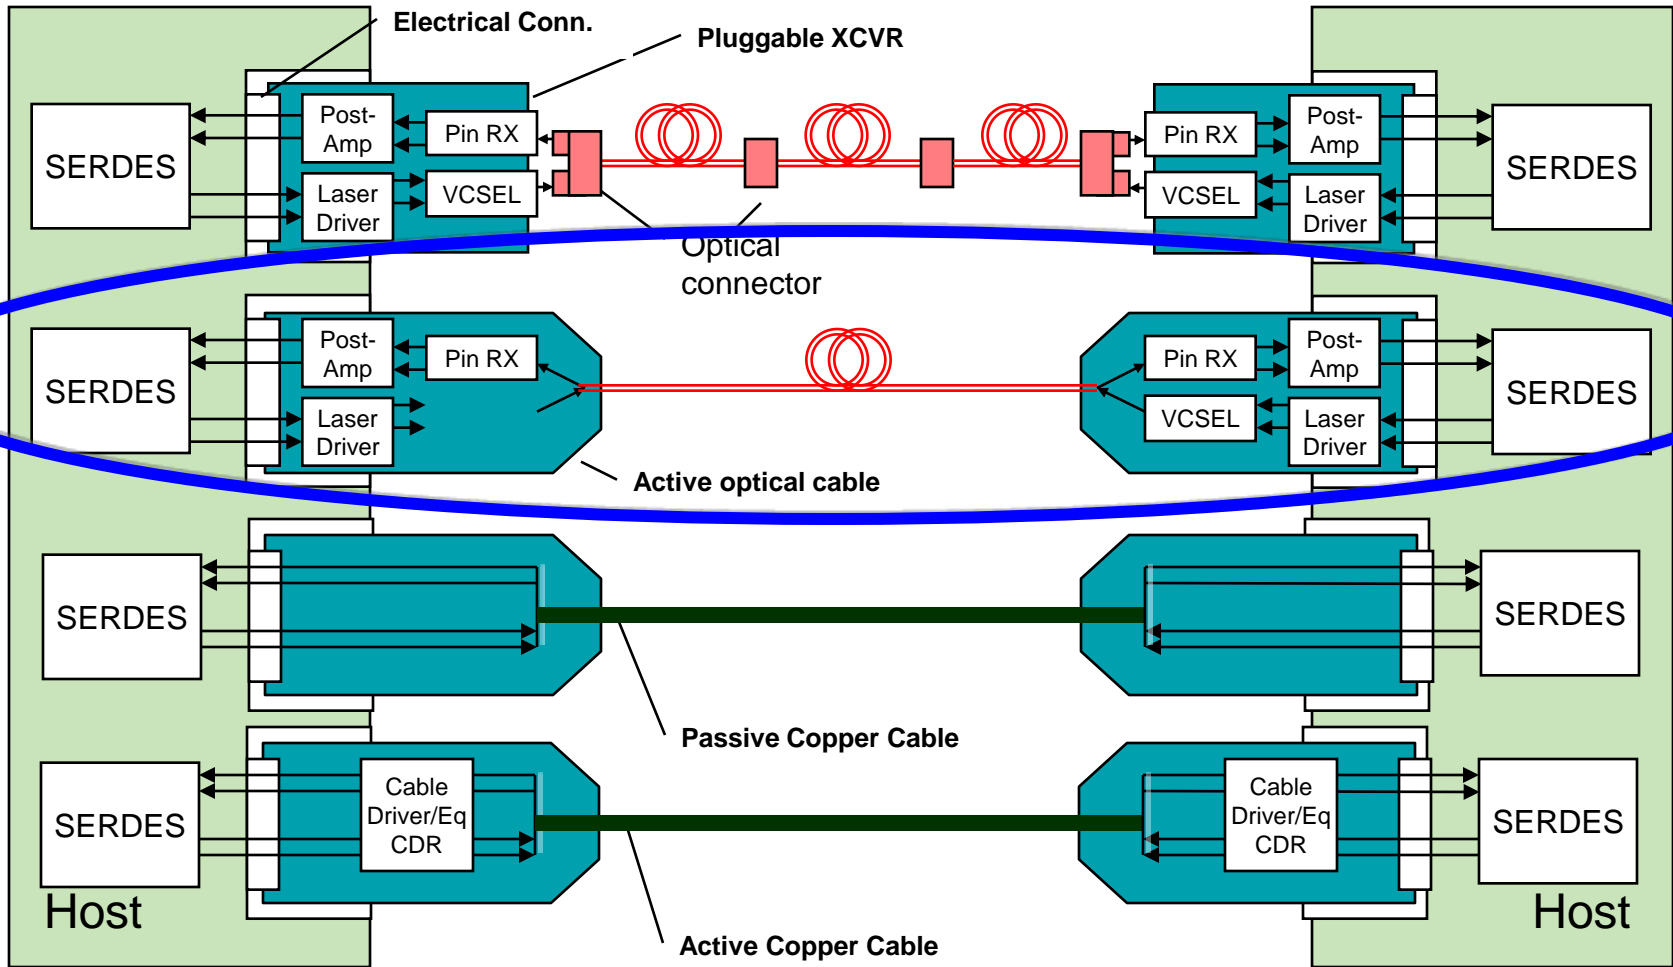 Electrical Conn.
Pluggable XCVR
SERDES
Post-
Amp
Pin RX
Laser
Driver
VCSEL
Pin RX
Post-
Amp
VCSEL
Laser
Driver
SERDES
Optical
connector
SERDES
Post-
Amp
Pin RX
Laser
Driver
Pin RX
Post-
Amp
VCSEL
Laser
Driver
SERDES
Active optical cable
SERDES
SERDES
Passive Copper Cable
SERDES
Cable
Driver/Eq
CDR
Cable
Driver/Eq
CDR
SERDES
Host
Host
Active Copper Cable